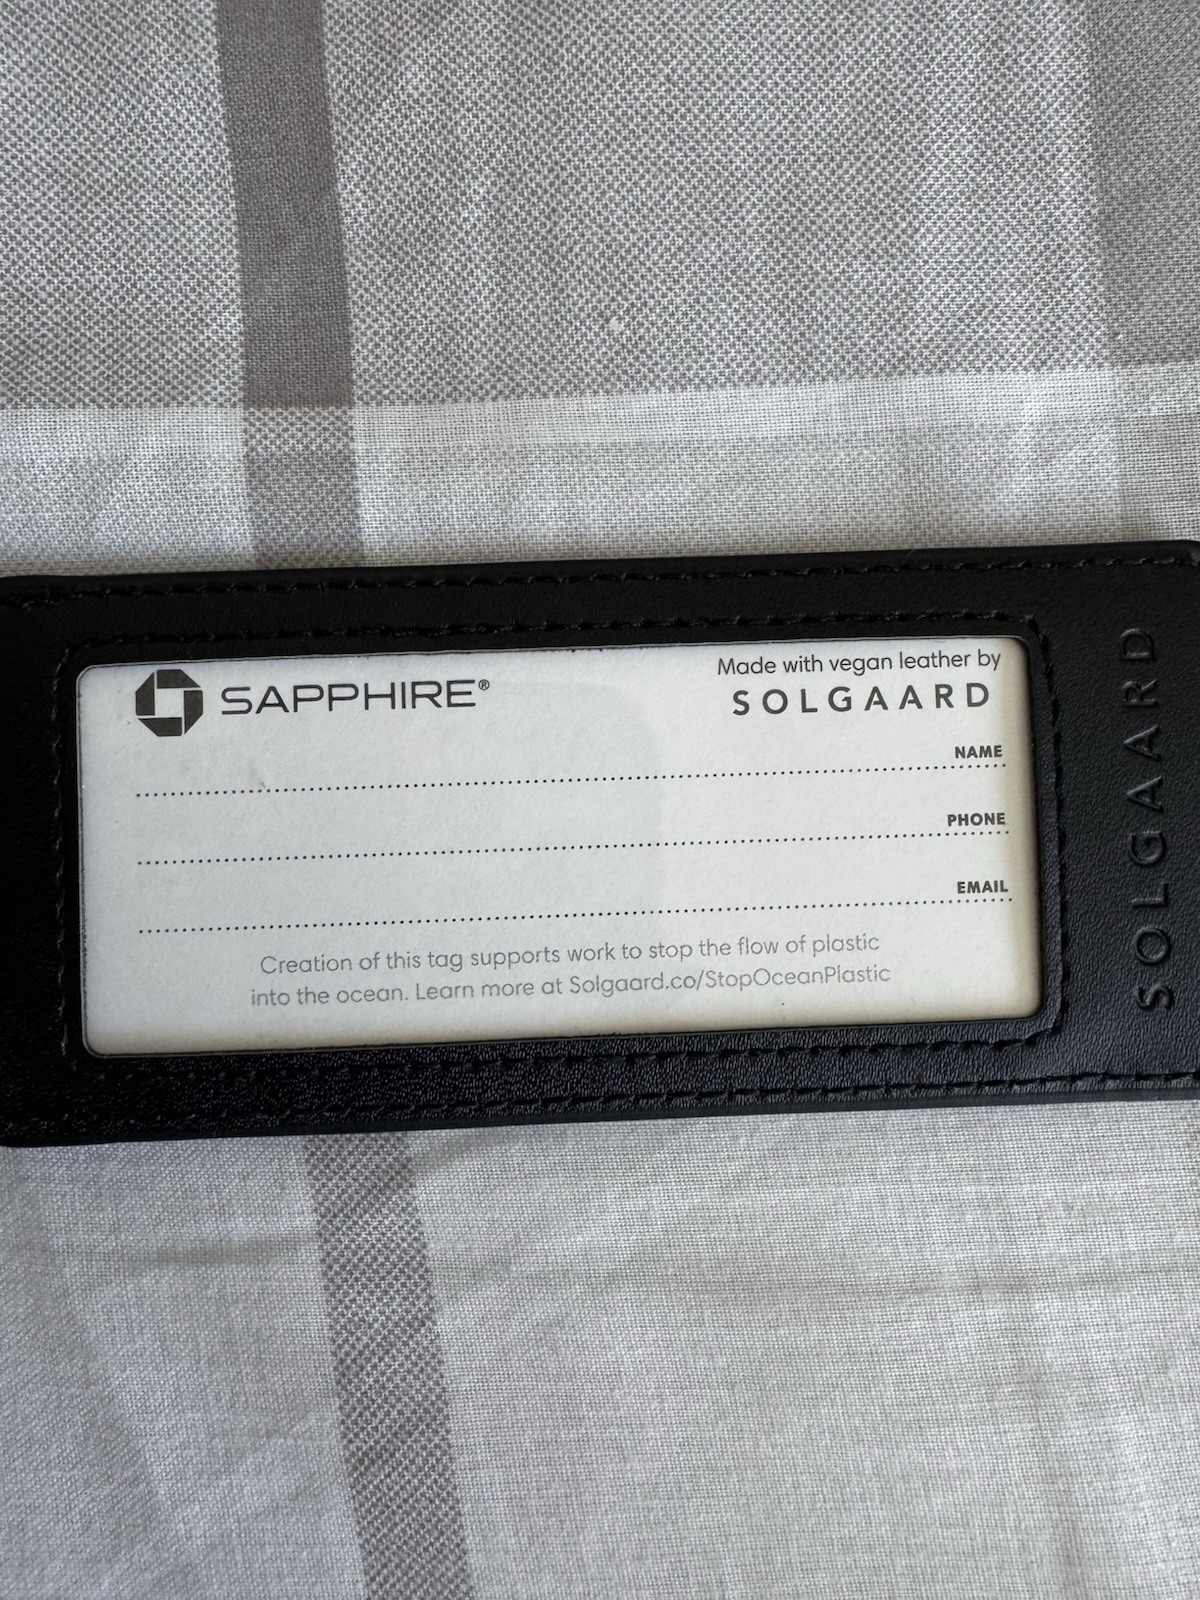 SAPPHIRE®
Made with vegan leather by
SOLGAARD
NAME
PHONE
EMAIL
Creation of this tag supports work to stop the flow of plastic
into the ocean. Learn more at Solgaard.co/StopOceanPlastic
SOLGAARD